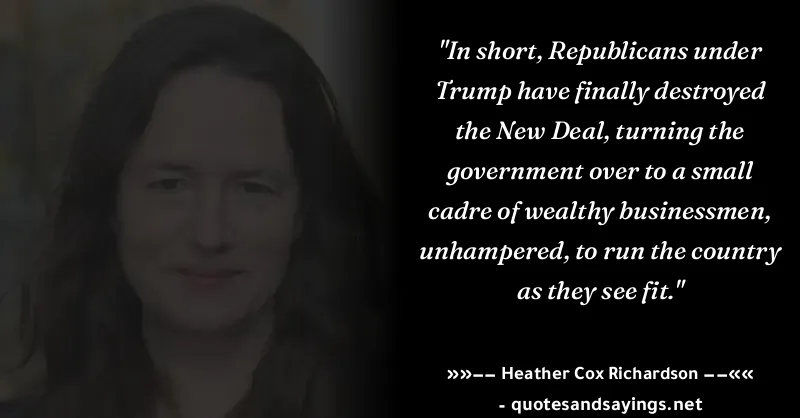 "In short, Republicans under
Trump have finally destroyed
the New Deal, turning the
government over to a small
cadre of wealthy businessmen,
unhampered, to run the country
as they see fit."
»»-- Heather Cox Richardson --««
- quotesandsayings.net